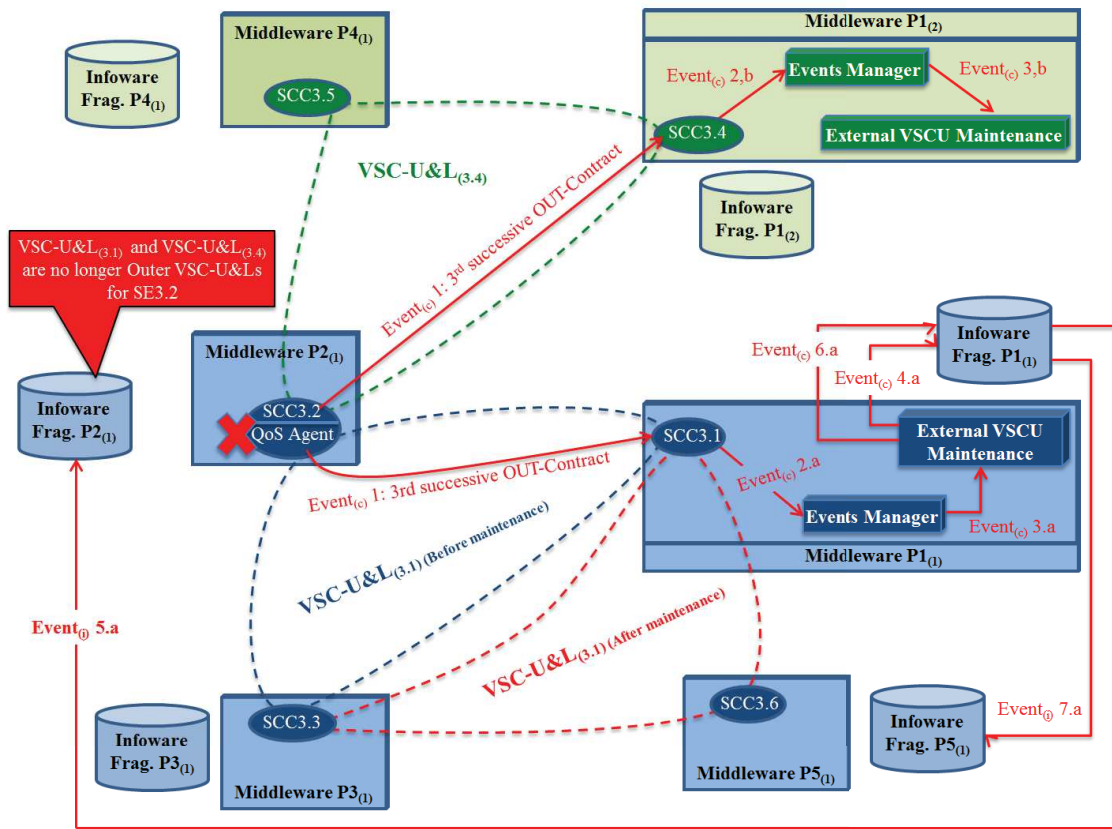 Middleware P4(1)
Infoware
Frag. P4(1)
SCC3.5
Middleware P1(2)
Events Manager
Event(c) 2,b
Event(c) 3,b
SCC3.4
External VSCU Maintenance
Infoware
Frag. P1(2)
VSC-U&L(3.4)
Event(c) 1: 3rd successive OUT-Contract
VSC-U&L(3.1) and VSC-U&L(3.4)
are no longer Outer VSC-U&Ls
for SE3.2
Infoware
Frag. P2(1)
Middleware P2(1)
SCC3.2
QoS Agent
Event(c) 1: 3rd successive OUT-Contract
Infoware
Frag. P1(1)
Event(c) 6.a
Event(c) 4.a
SCC3.1
External VSCU
Maintenance
Event(c) 2.a
Events Manager
Event(c) 3.a
Middleware P1(1)
VSC-U&L(3.1) (Before maintenance)
VSC-U&L(3.1) (After maintenance)
Event(i) 5.a
Infoware
Frag. P3(1)
SCC3.3
Middleware P3(1)
SCC3.6
Middleware P5(1)
Infoware
Frag. P5(1)
Event(i) 7.a